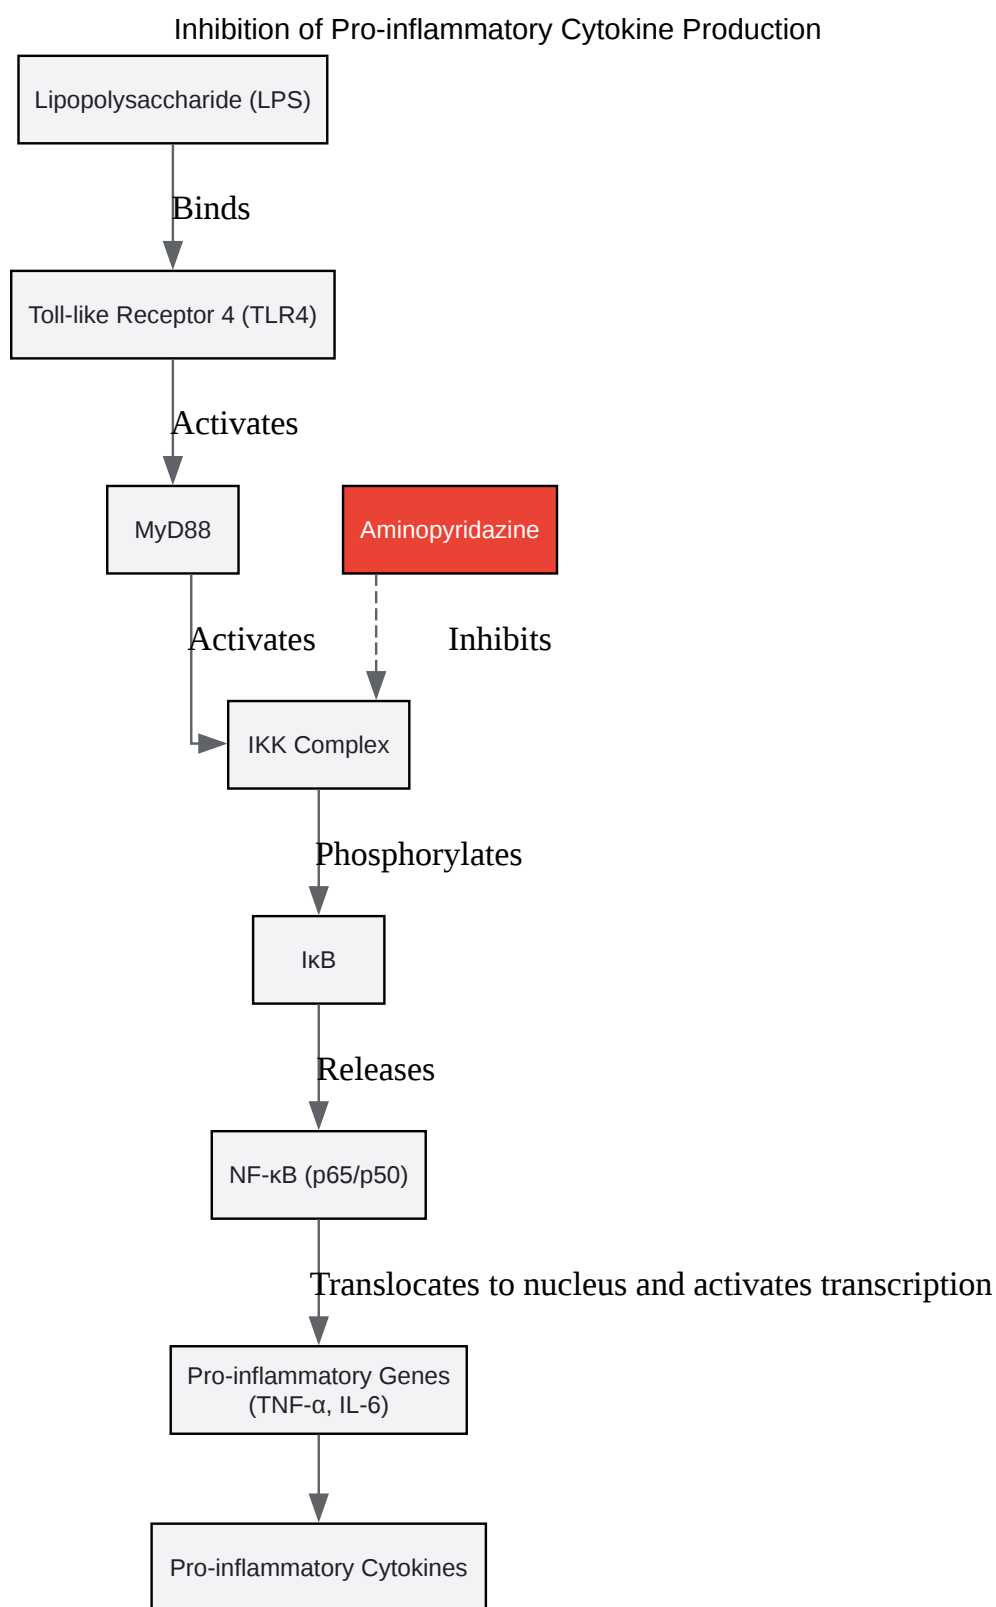 Inhibition of Pro-inflammatory Cytokine Production
Lipopolysaccharide (LPS)
Binds
Toll-like Receptor 4 (TLR4)
Activates
MyD88
Aminopyridazine
Activates
Inhibits
IKK Complex
Phosphorylates
IκB
Releases
NF-κB (p65/p50)
Translocates to nucleus and activates transcription
Pro-inflammatory Genes
(TNF-α, IL-6)
Pro-inflammatory Cytokines